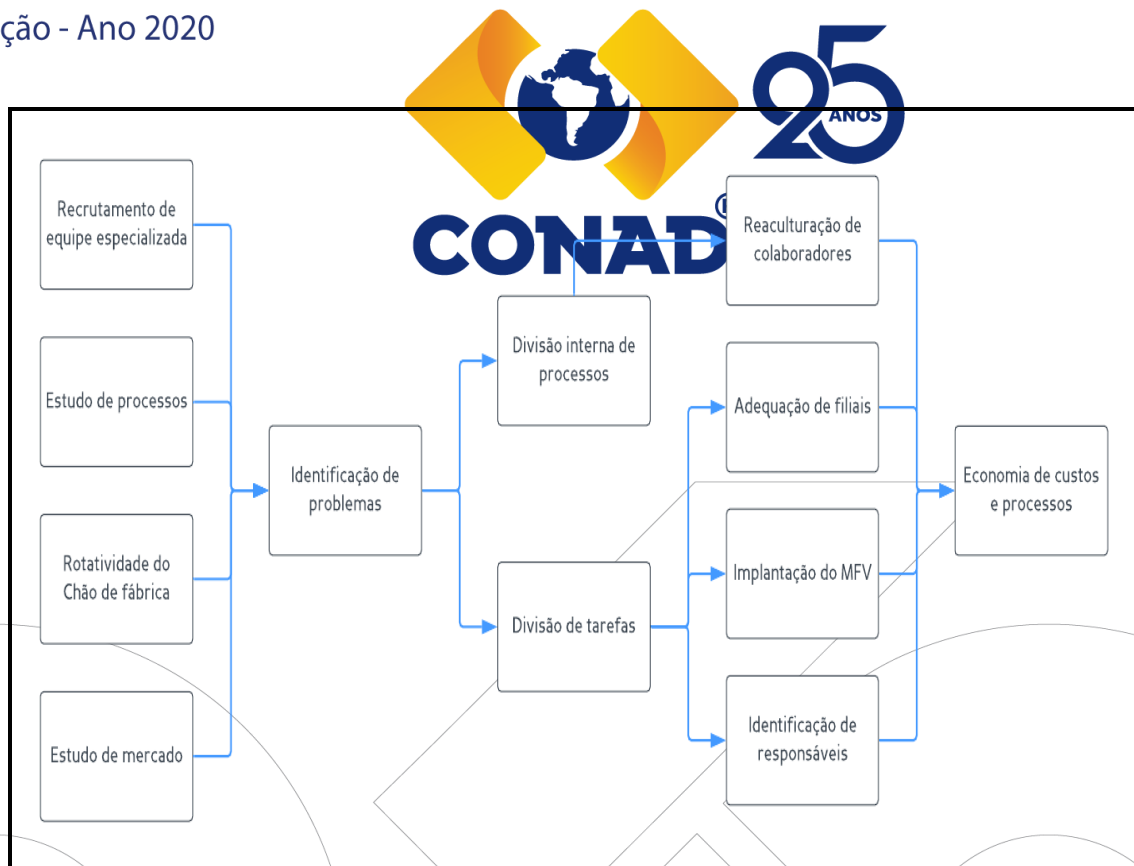 ção - Ano 2020
25
ANOS
CONAD
Recrutamento de
equipe especializada
Reaculturação de
colaboradores
Divisão interna de
processos
Estudo de processos
Adequação de filiais
Identificação de
problemas
Economia de custos
e processos
Rotatividade do
Chão de fábrica
Implantação do MFV
Divisão de tarefas
Estudo de mercado
Identificação de
responsáveis